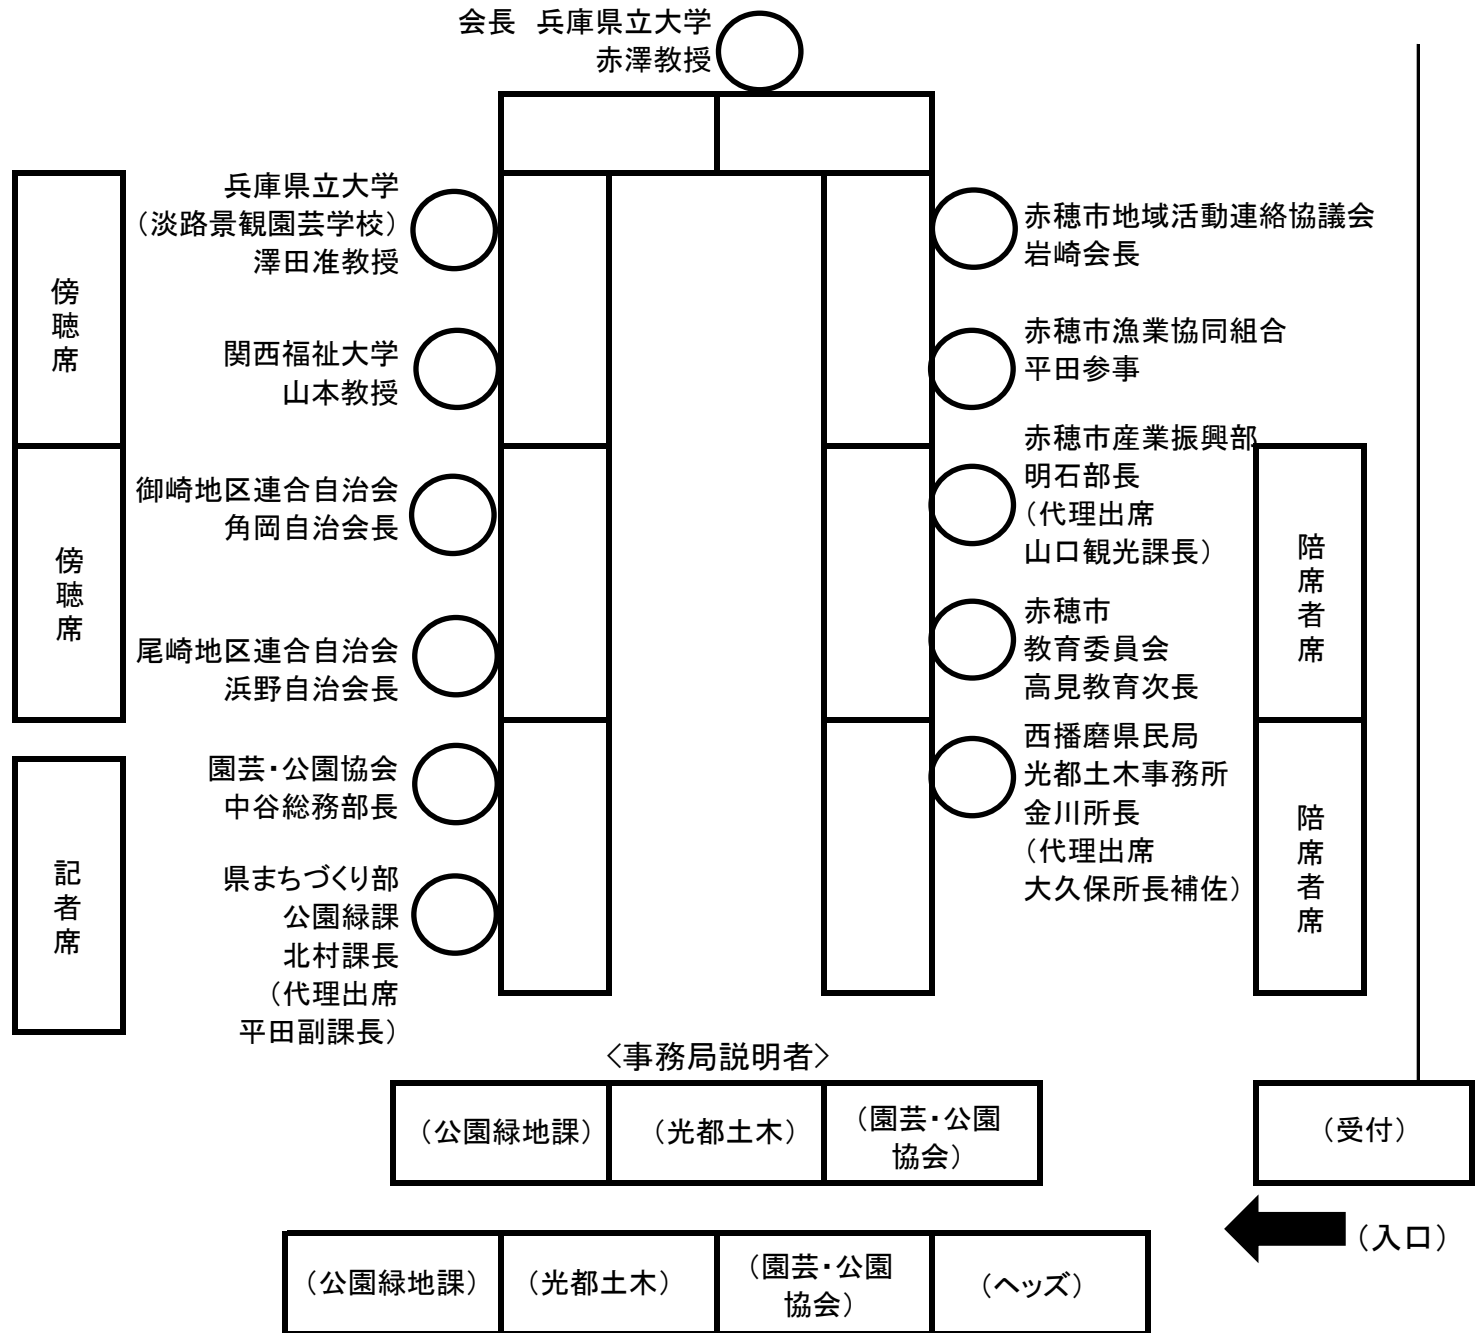 会長　兵庫県立大学
赤澤教授
兵庫県立大学
（淡路景観園芸学校）
澤田准教授
関西福祉大学
山本教授
御崎地区連合自治会
角岡自治会長
尾崎地区連合自治会
浜野自治会長
園芸・公園協会
中谷総務部長
県まちづくり部
公園緑課
北村課長
（代理出席
平田副課長）
赤穂市地域活動連絡協議会
岩崎会長
赤穂市漁業協同組合
平田参事
赤穂市産業振興部
明石部長
（代理出席
山口観光課長）
赤穂市
教育委員会
高見教育次長
西播磨県民局
光都土木事務所
金川所長
（代理出席
大久保所長補佐）
傍聴席
傍聴席
記者席
陪席者席
陪席者席
〈事務局説明者〉
（公園緑地課）
（光都土木）
（園芸・公園
協会）
（受付）
（入口）
（公園緑地課）
（光都土木）
（園芸・公園
協会）
（ヘッズ）